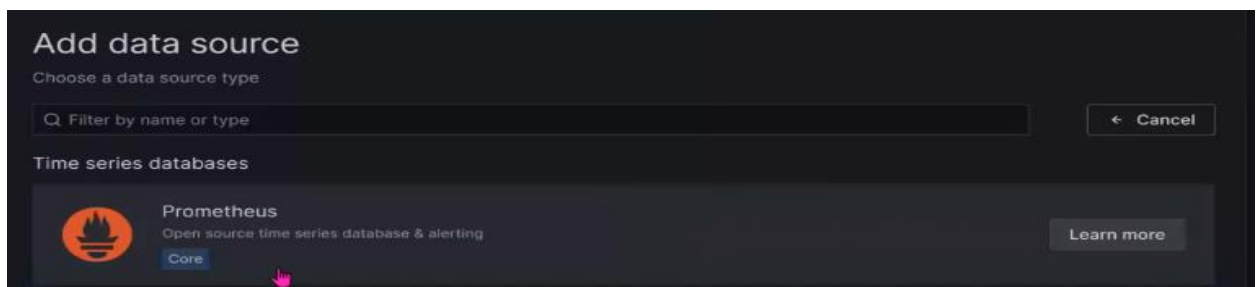 Add data source
Choose a data source type
Filter by name or type
← Cancel
Time series databases
Prometheus
Open source time series database & alerting
Learn more
Core